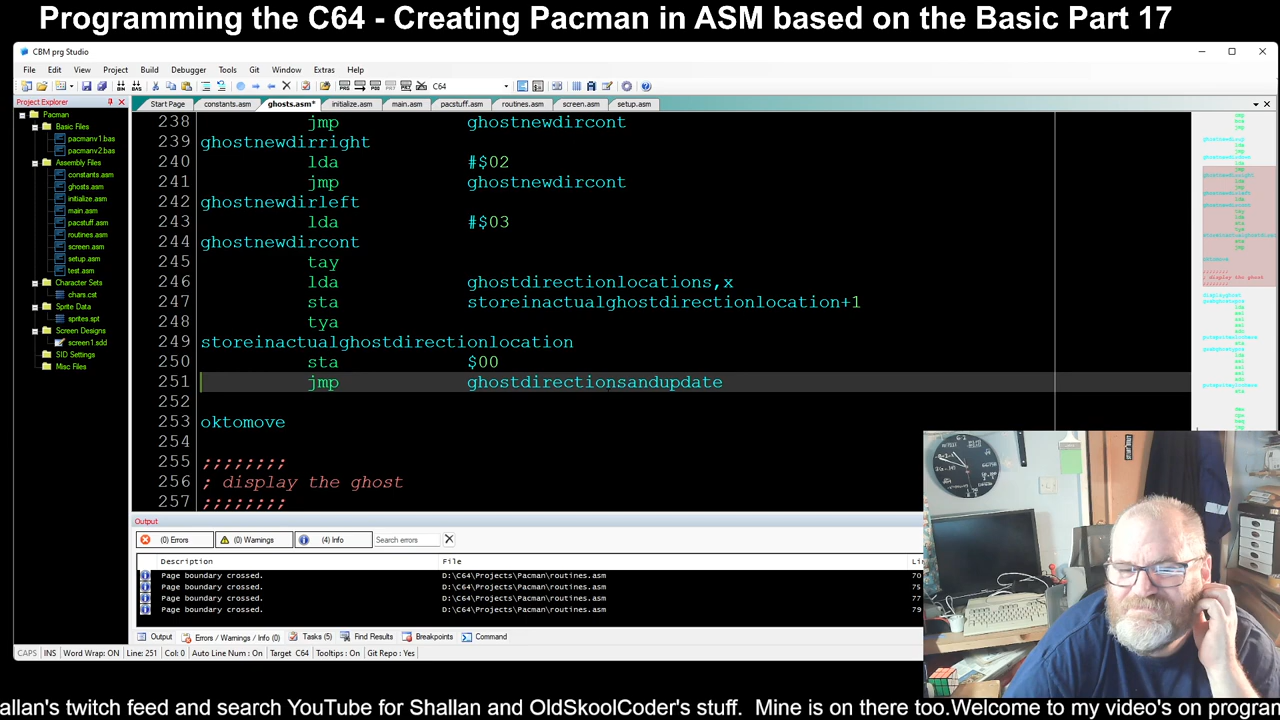 Programming the C64 - Creating Pacman in ASM based on the Basic Part 17
CBM prg Studio
File Edit View Project Build Debugger Tools Git Window Extras Help
C64
Project Explorer
Start Page constants.asm ghosts.asm* initialize.asm main.asm pacstuff.asm routines.asm screen.asm setup.asm
Pacman
Basic Files
pacmanv1.bas
pacmanv2.bas
Assembly Files
constants.asm
ghosts.asm
initialize.asm
main.asm
pacstuff.asm
routines.asm
screen.asm
setup.asm
test.asm
Character Sets
chars.cst
Sprite Data
sprites.spt
Screen Designs
screen1.sdd
SID Settings
Misc Files
238 jmp ghostnewdircont
239 ghostnewdirright
240 lda #$02
241 jmp ghostnewdircont
242 ghostnewdirleft
243 lda #$03
244 ghostnewdircont
245 tay
246 lda ghostdirectionlocations,x
247 sta storeinactualghostdirectionlocation+1
248 tya
249 storeinactualghostdirectionlocation
250 sta $00
251 jmp ghostdirectionsandupdate
252
253 oktomove
254
255 ;;;;;;;;
256 ; display the ghost
257 ;;;;;;;;
Output
(0) Errors (0) Warnings (4) Info Search errors
Description File Li
Page boundary crossed. D:\C64\Projects\Pacman\routines.asm 70
Page boundary crossed. D:\C64\Projects\Pacman\routines.asm 75
Page boundary crossed. D:\C64\Projects\Pacman\routines.asm 77
Page boundary crossed. D:\C64\Projects\Pacman\routines.asm 79
Output Errors / Warnings / Info (0) Tasks (5) Find Results Breakpoints Command
CAPS INS Word Wrap: ON Line: 251 Col: 0 Auto Line Num : On Target C64 Tooltips : On Git Repo : Yes
allan's twitch feed and search YouTube for Shallan and OldSkoolCoder's stuff. Mine is on there too.Welcome to my video's on program